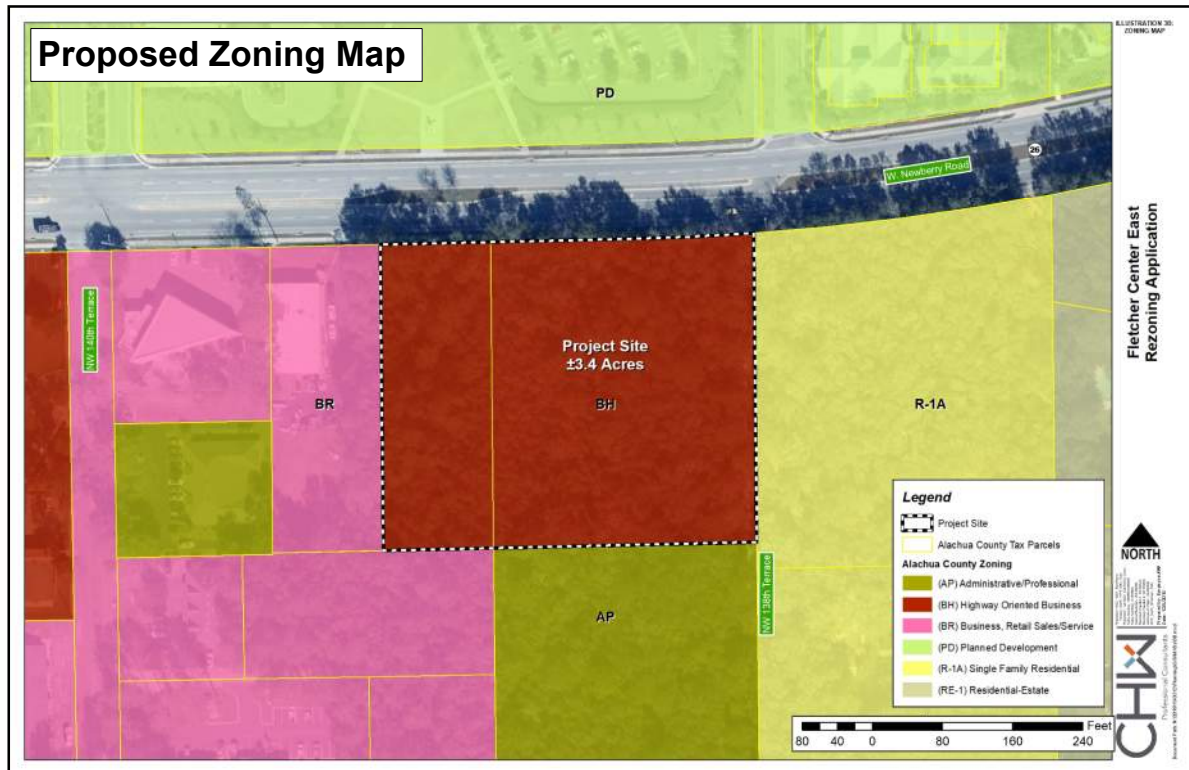 Proposed Zoning Map
ILLUSTRATION 3B:
ZONING MAP
PD
26
W. Newberry Road
NW 140th Terrace
Project Site
±3.4 Acres
BR
BH
R-1A
Fletcher Center East
Rezoning Application
AP
NW 138th Terrace
Legend
Project Site
Alachua County Tax Parcels
Alachua County Zoning
(AP) Administrative/Professional
(BH) Highway Oriented Business
(BR) Business, Retail Sales/Service
(PD) Planned Development
(R-1A) Single Family Residential
(RE-1) Residential-Estate
NORTH
CHW
Professional Consultants
80 40 0 80 160 240 Feet